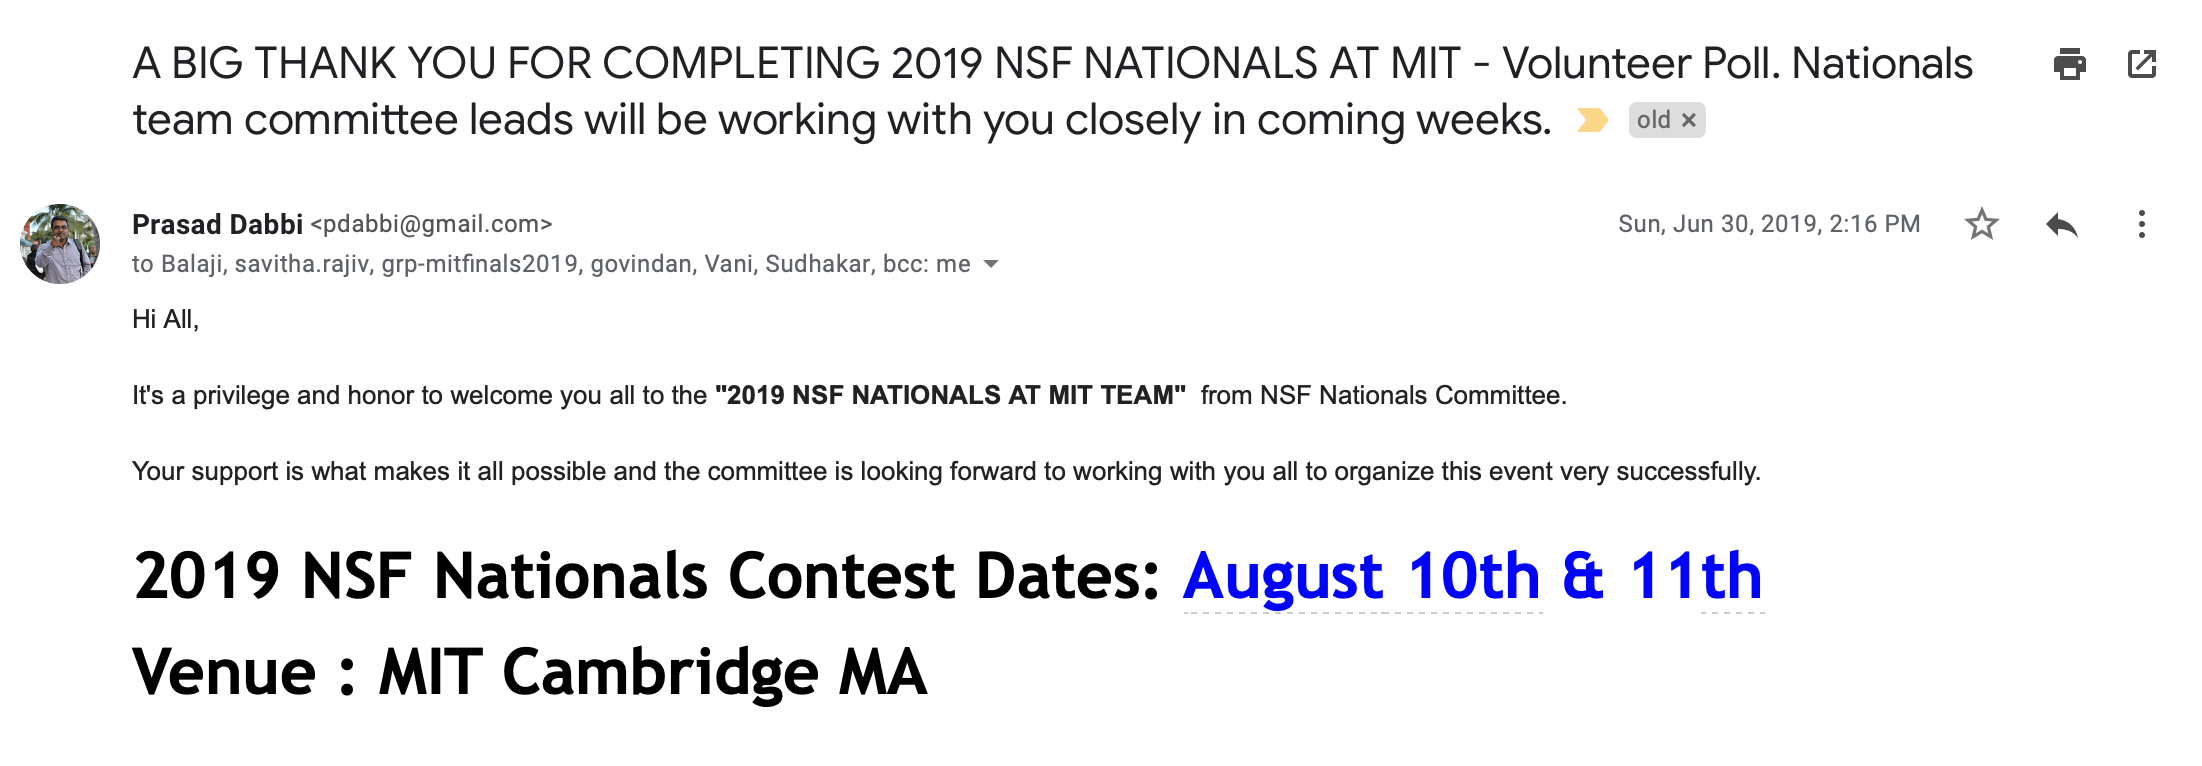 A BIG THANK YOU FOR COMPLETING 2019 NSF NATIONALS AT MIT - Volunteer Poll. Nationals
team committee leads will be working with you closely in coming weeks. old ×
Prasad Dabbi <pdabbi@gmail.com> Sun, Jun 30, 2019, 2:16 PM
to Balaji, savitha.rajiv, grp-mitfinals2019, govindan, Vani, Sudhakar, bcc: me
Hi All,
It's a privilege and honor to welcome you all to the "2019 NSF NATIONALS AT MIT TEAM" from NSF Nationals Committee.
Your support is what makes it all possible and the committee is looking forward to working with you all to organize this event very successfully.
2019 NSF Nationals Contest Dates: August 10th & 11th
Venue : MIT Cambridge MA